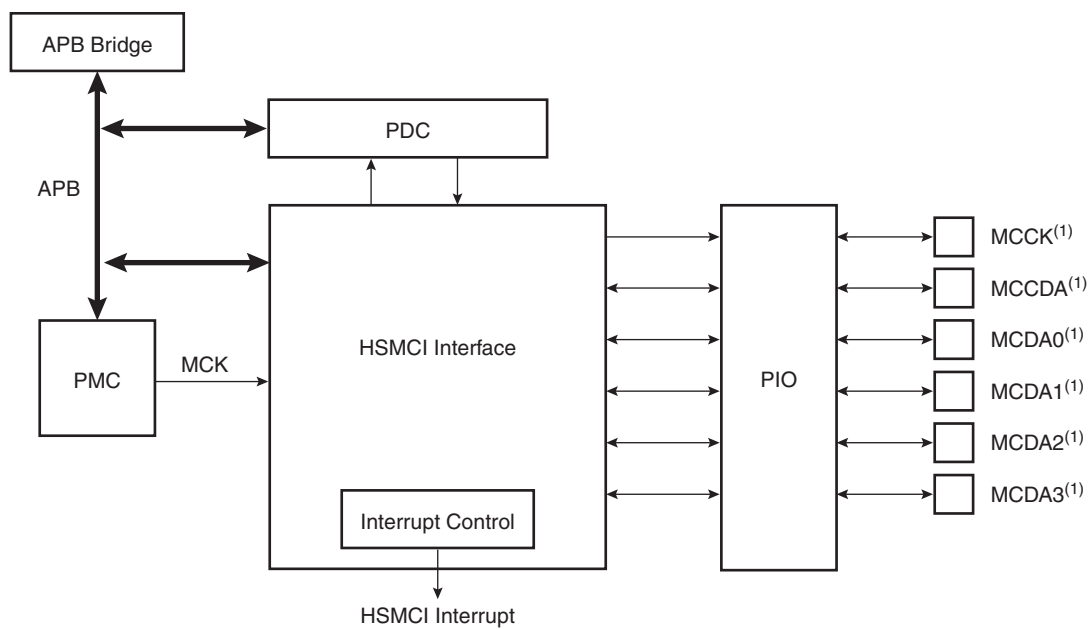 APB Bridge
PDC
APB
MCCK(1)
MCCDA(1)
HSMCI Interface
MCDA0(1)
PMC
MCK
PIO
MCDA1(1)
MCDA2(1)
MCDA3(1)
Interrupt Control
HSMCI Interrupt